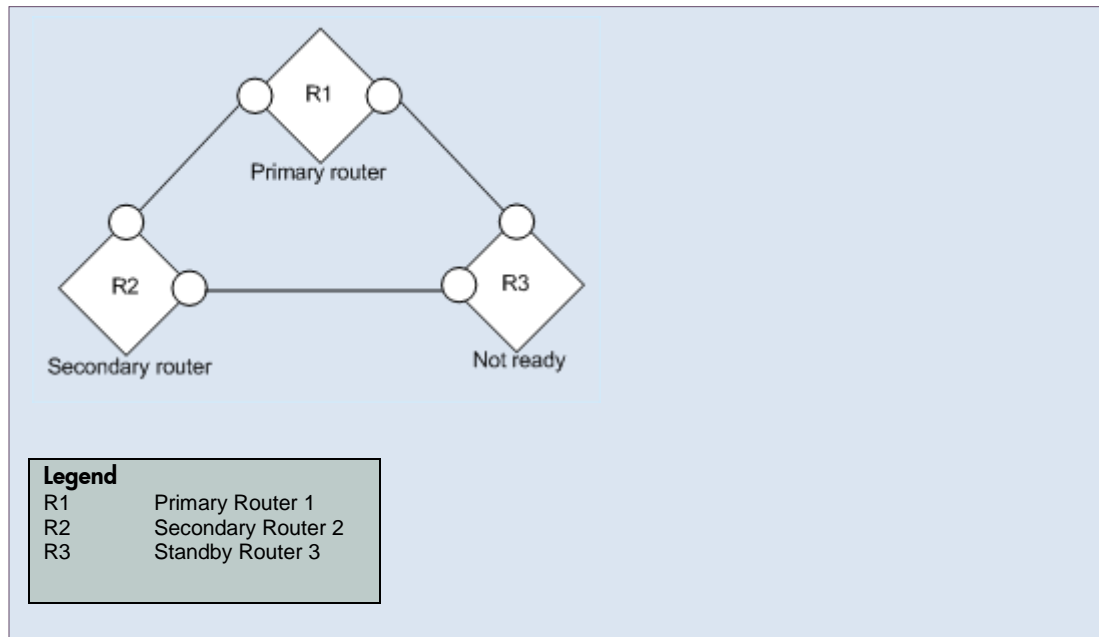 R1
Primary router
R2
R3
Secondary router
Not ready
Legend
R1 Primary Router 1
R2 Secondary Router 2
R3 Standby Router 3